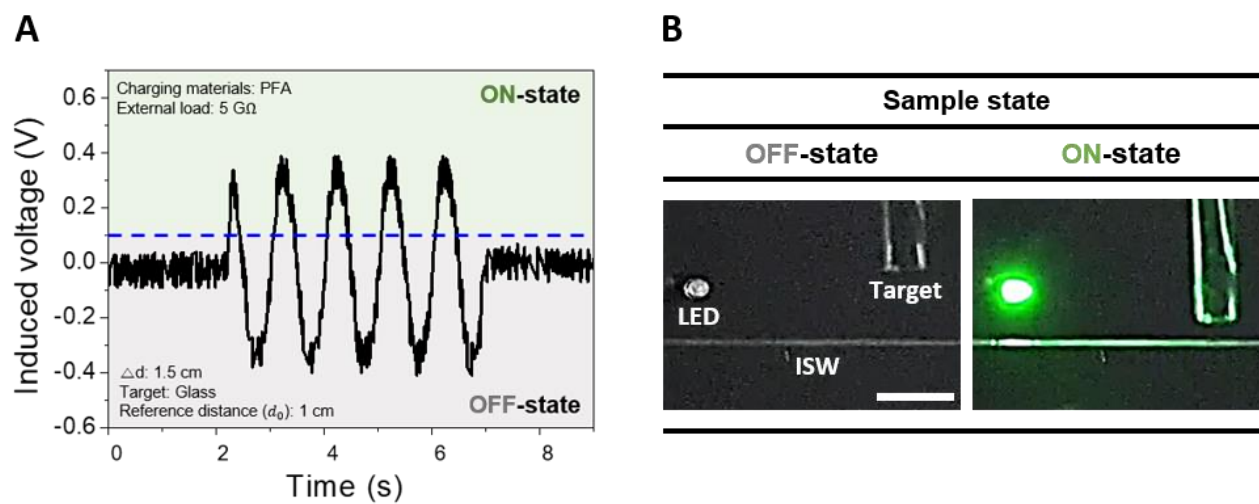 A
Induced voltage (V)
0.6
0.4
0.2
0.0
-0.2
-0.4
-0.6
Charging materials: PFA
External load: 5 GΩ
ON-state
△d: 1.5 cm
Target: Glass
Reference distance (d₀): 1 cm
OFF-state
0 2 4 6 8
Time (s)
B
Sample state
OFF-state ON-state
Target
LED
ISW